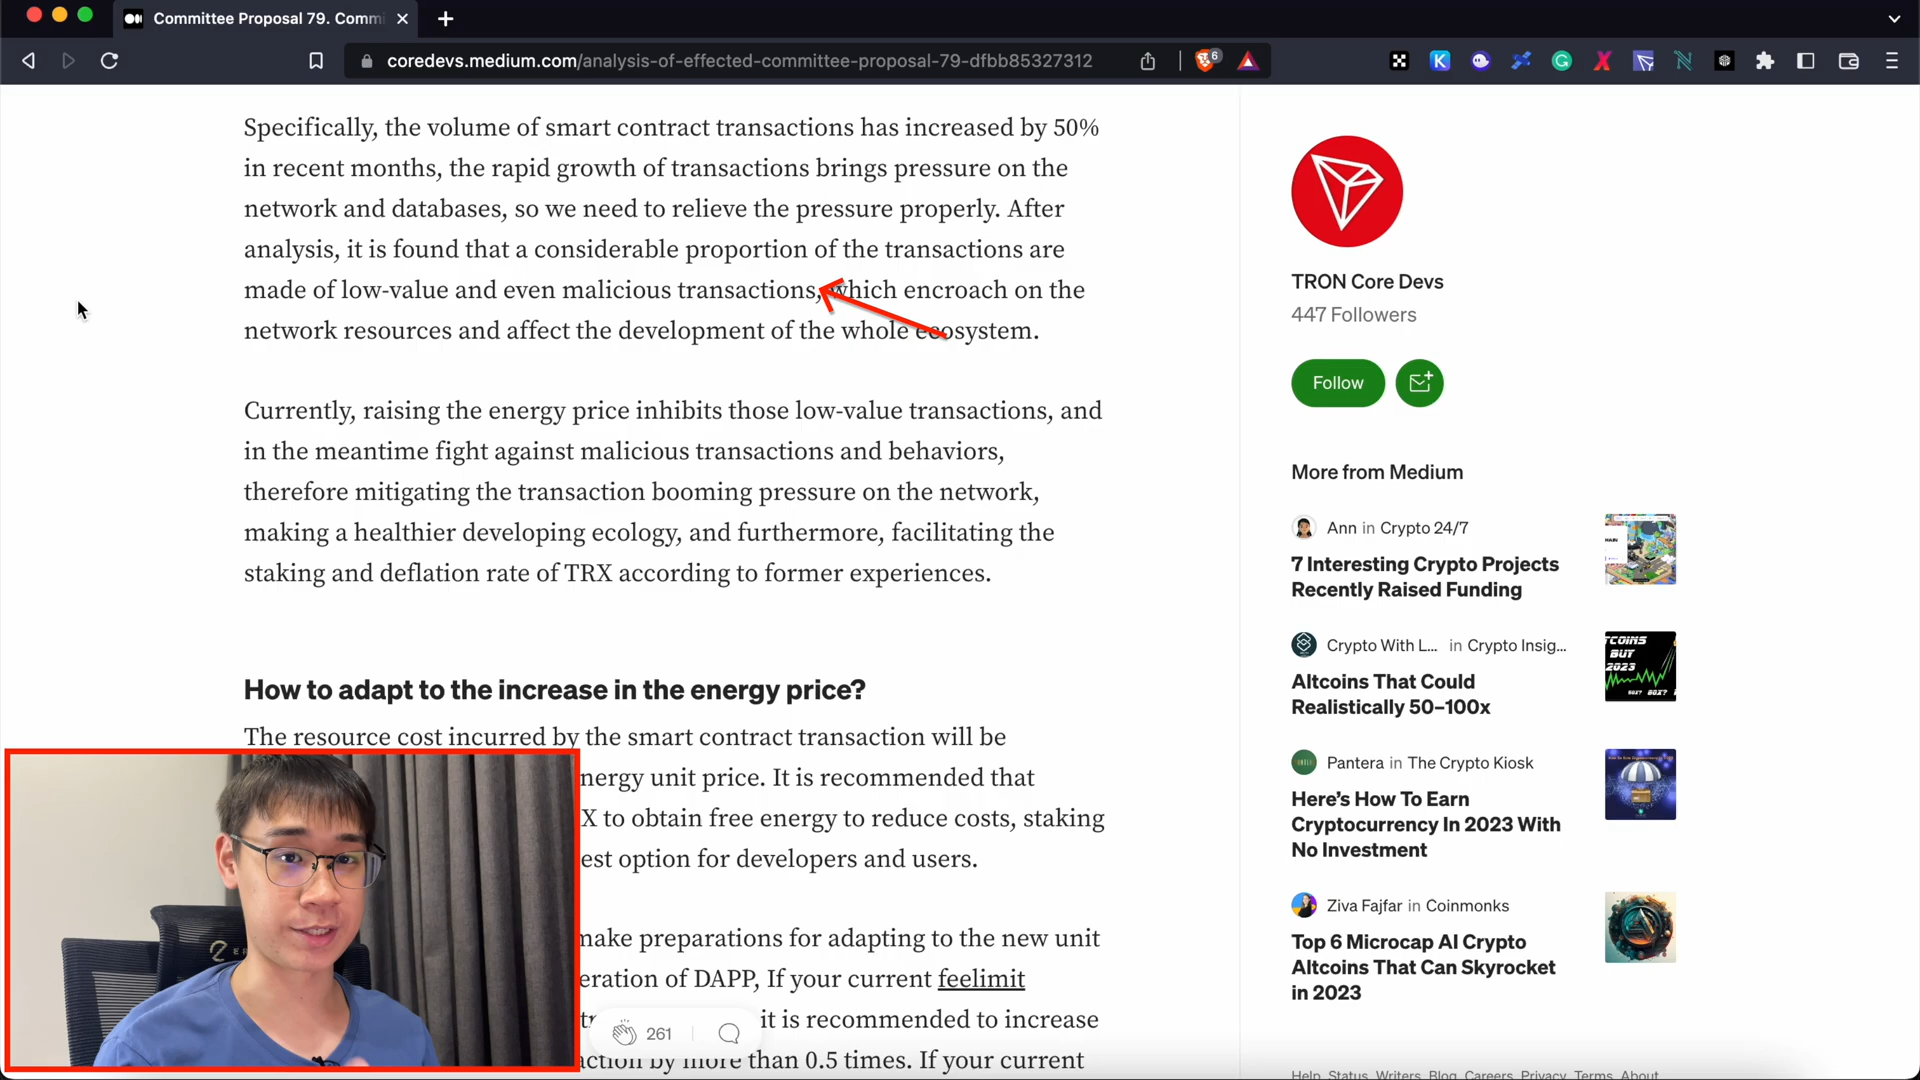 Committee Proposal 79. Commi
coredevs.medium.com/analysis-of-effected-committee-proposal-79-dfbb85327312
6
Specifically, the volume of smart contract transactions has increased by 50%
in recent months, the rapid growth of transactions brings pressure on the
network and databases, so we need to relieve the pressure properly. After
analysis, it is found that a considerable proportion of the transactions are
made of low-value and even malicious transactions, which encroach on the
network resources and affect the development of the whole ecosystem.
Currently, raising the energy price inhibits those low-value transactions, and
in the meantime fight against malicious transactions and behaviors,
therefore mitigating the transaction booming pressure on the network,
making a healthier developing ecology, and furthermore, facilitating the
staking and deflation rate of TRX according to former experiences.
How to adapt to the increase in the energy price?
The resource cost incurred by the smart contract transaction will be
nergy unit price. It is recommended that
X to obtain free energy to reduce costs, staking
est option for developers and users.
make preparations for adapting to the new unit
eration of DAPP, If your current feelimit
it is recommended to increase
action by more than 0.5 times. If your current
261
TRON Core Devs
447 Followers
Follow
More from Medium
Ann in Crypto 24/7
7 Interesting Crypto Projects
Recently Raised Funding
Crypto With L... in Crypto Insig...
Altcoins That Could
Realistically 50–100x
TCOINS
BUT
2023
Pantera in The Crypto Kiosk
Here's How To Earn
Cryptocurrency In 2023 With
No Investment
Ziva Fajfar in Coinmonks
Top 6 Microcap AI Crypto
Altcoins That Can Skyrocket
in 2023
Help Status Writers Blog Careers Privacy Terms About